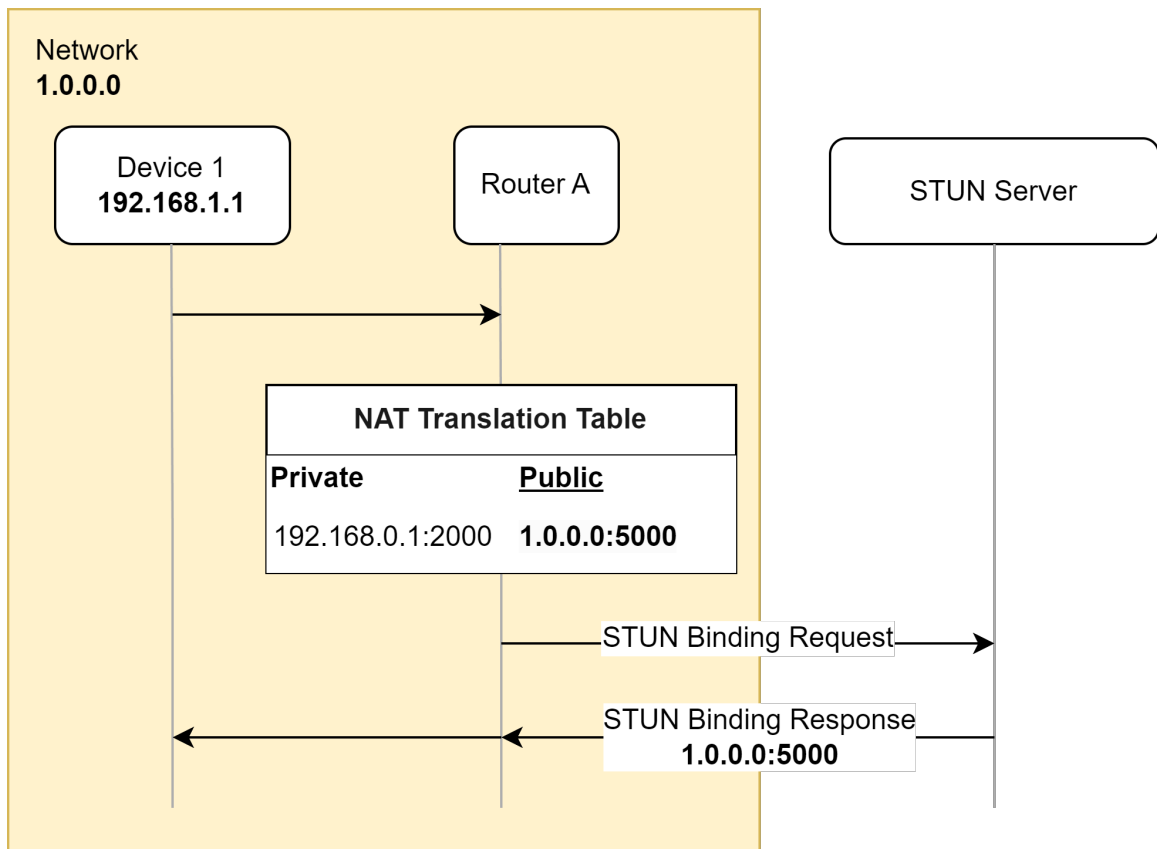 Network
1.0.0.0
Device 1
192.168.1.1
Router A
STUN Server
NAT Translation Table
Private Public
192.168.0.1:2000 1.0.0.0:5000
STUN Binding Request
STUN Binding Response
1.0.0.0:5000